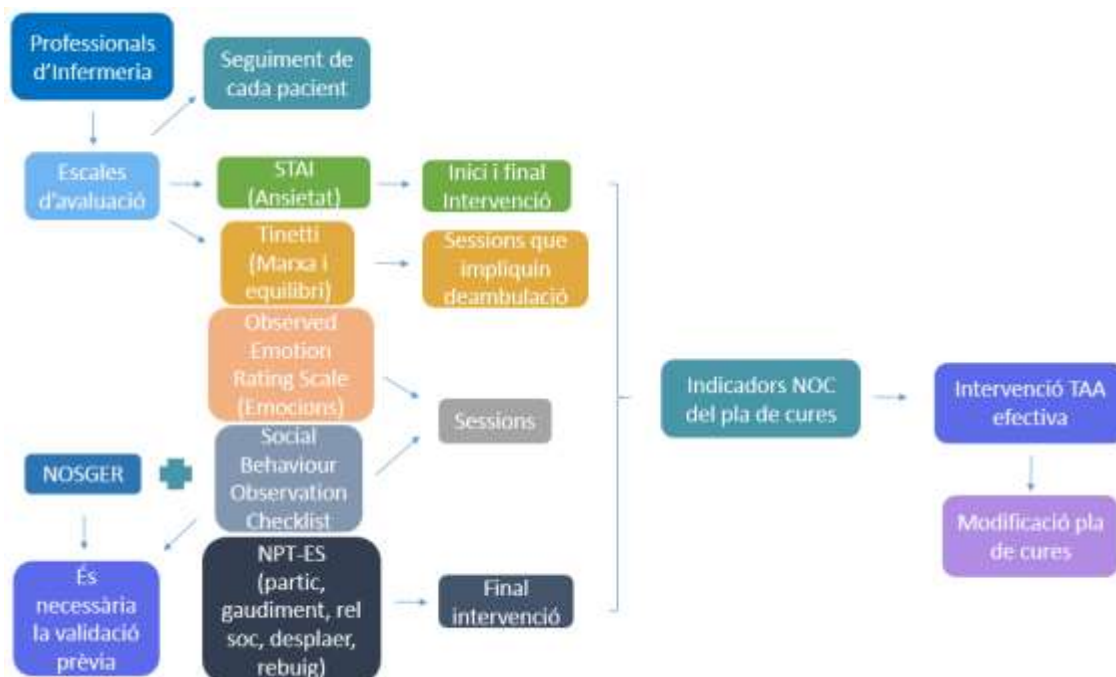 Professionals
d'Infermeria
Seguiment de
cada pacient
Escales
d'avaluació
STAI
(Ansietat)
Inici i final
Intervenció
Tinetti
(Marxa i
equilibri)
Sessions que
impliquin
deambulació
Observed
Emotion
Rating Scale
(Emocions)
Sessions
Indicadors NOC
del pla de cures
Intervenció TAA
efectiva
NOSGER
Social
Behaviour
Observation
Checklist
Modificació pla
de cures
És
necessària
la validació
prèvia
NPT-ES
(partic,
gaudiment, rel
soc, desplaer,
rebuig)
Final
intervenció